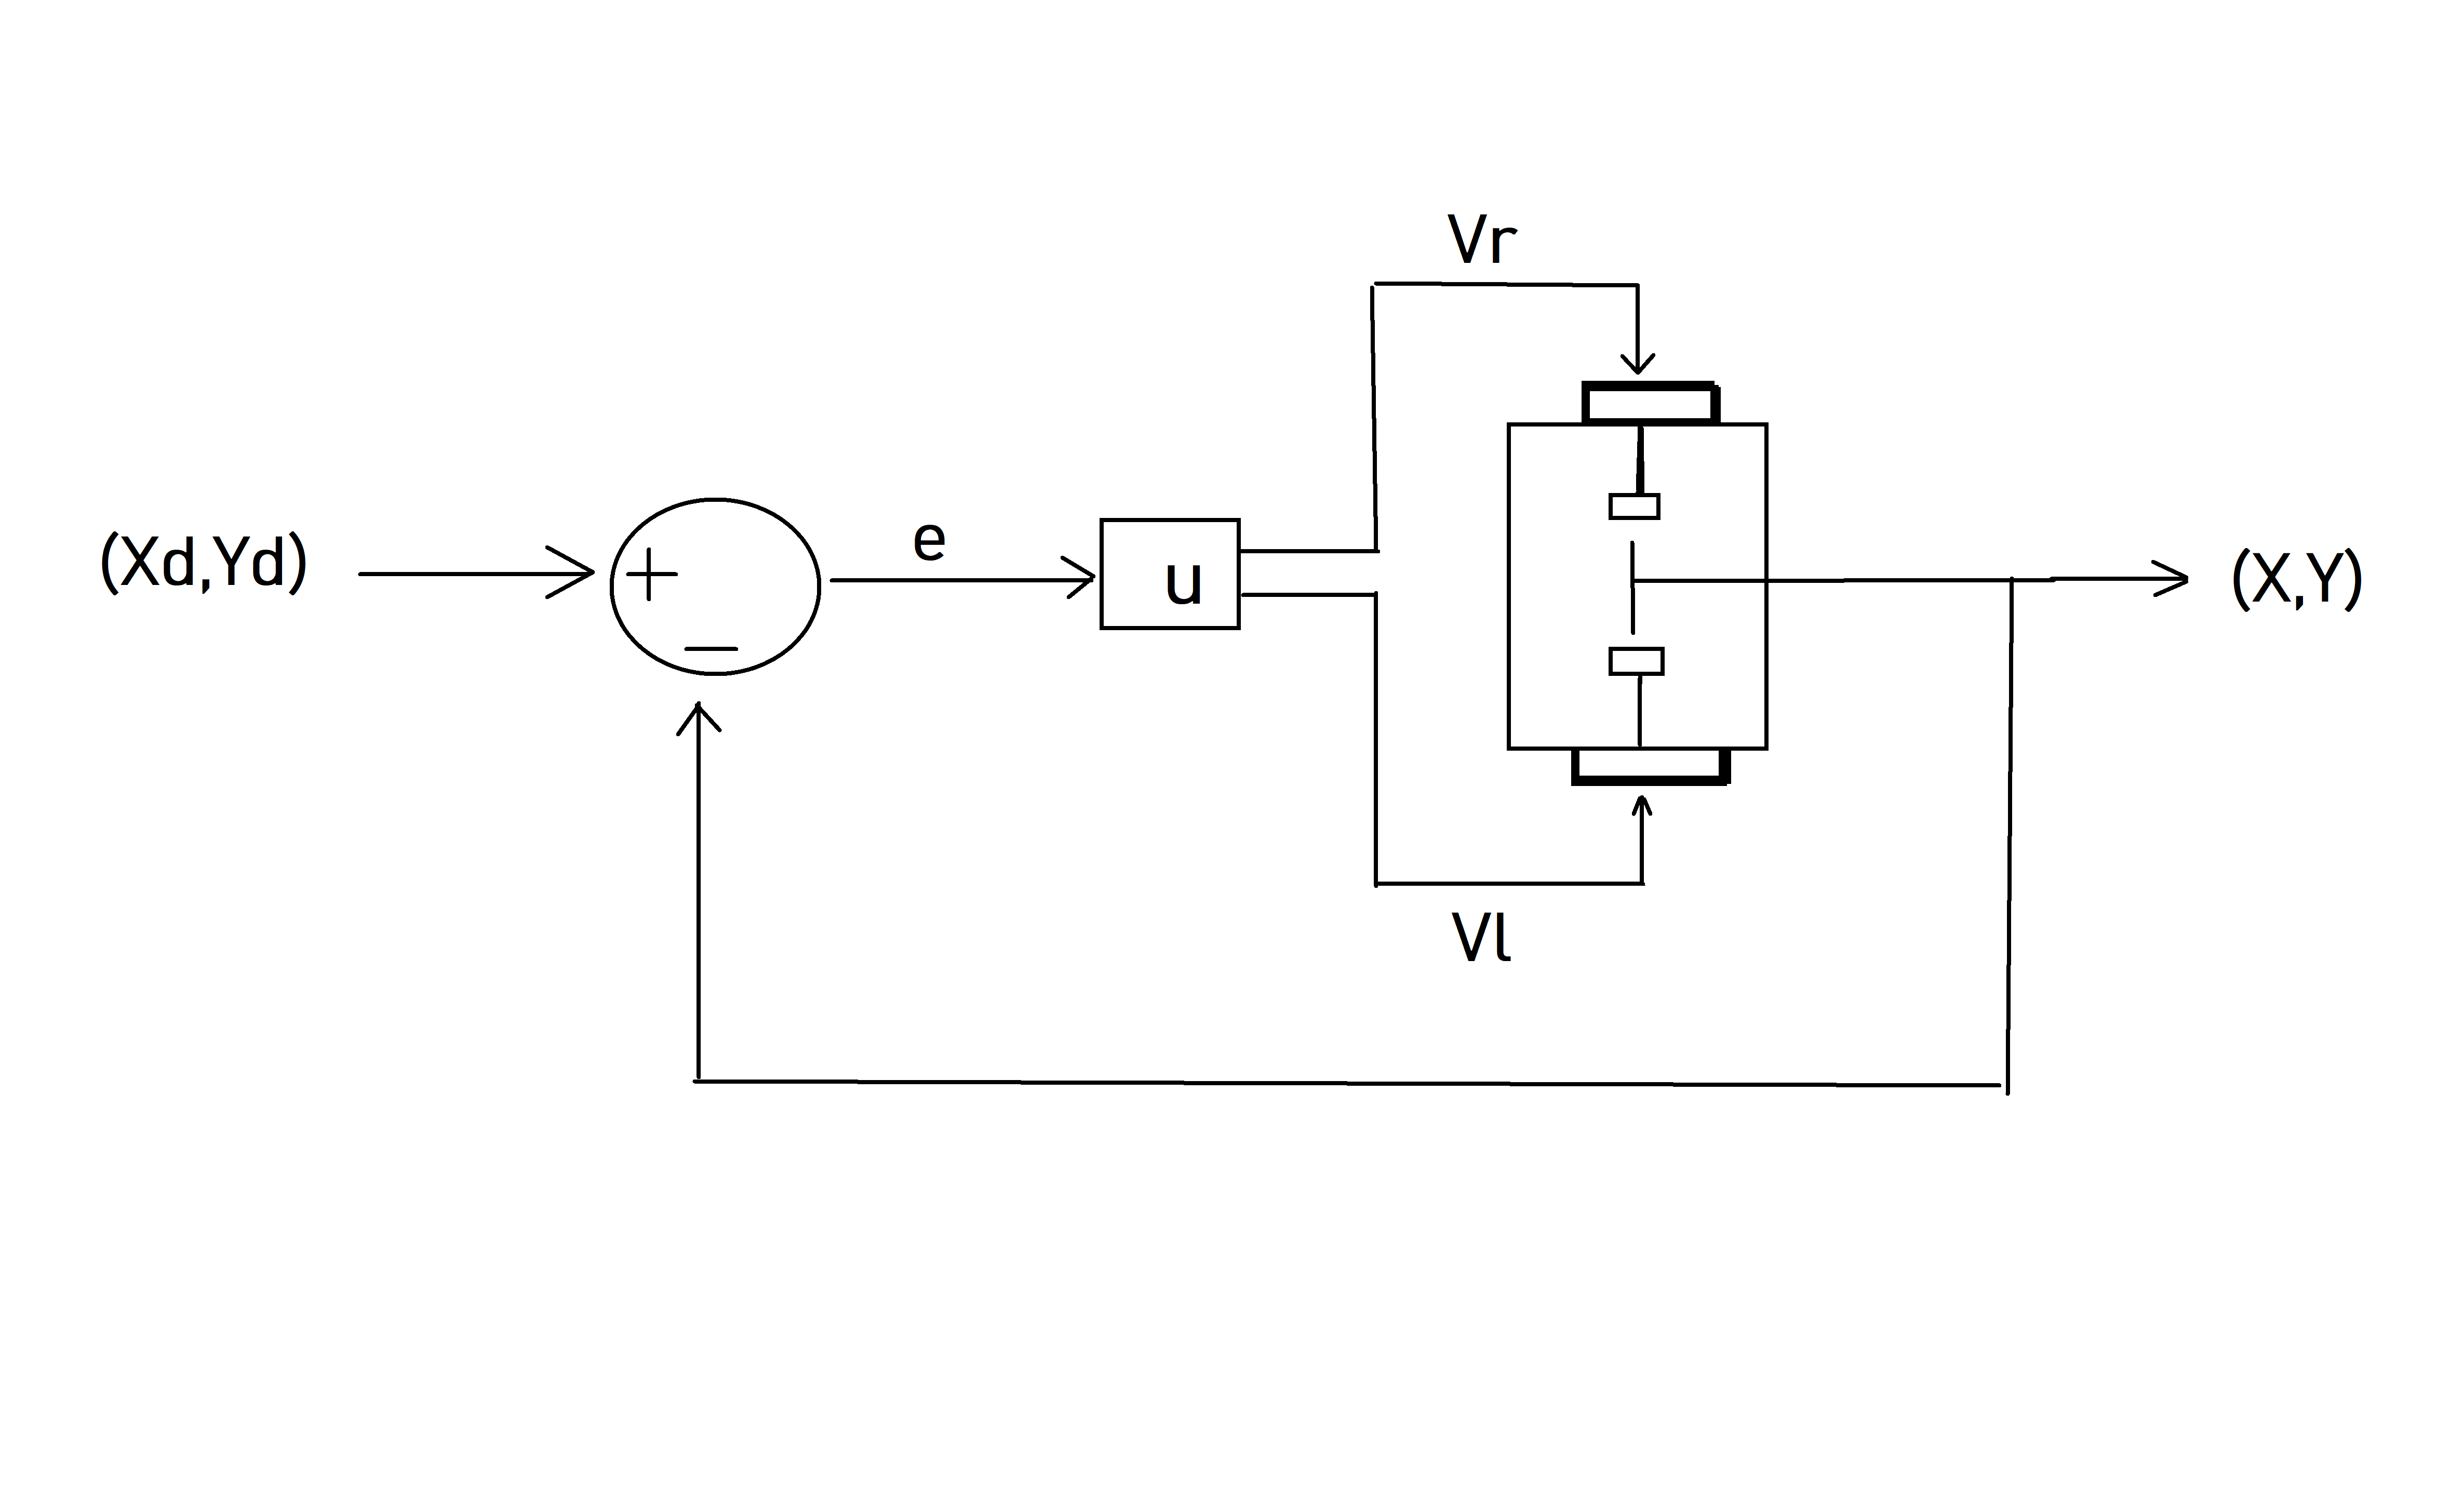 Vr
(Xd,Yd)
+
−
e
u
(X,Y)
Vl